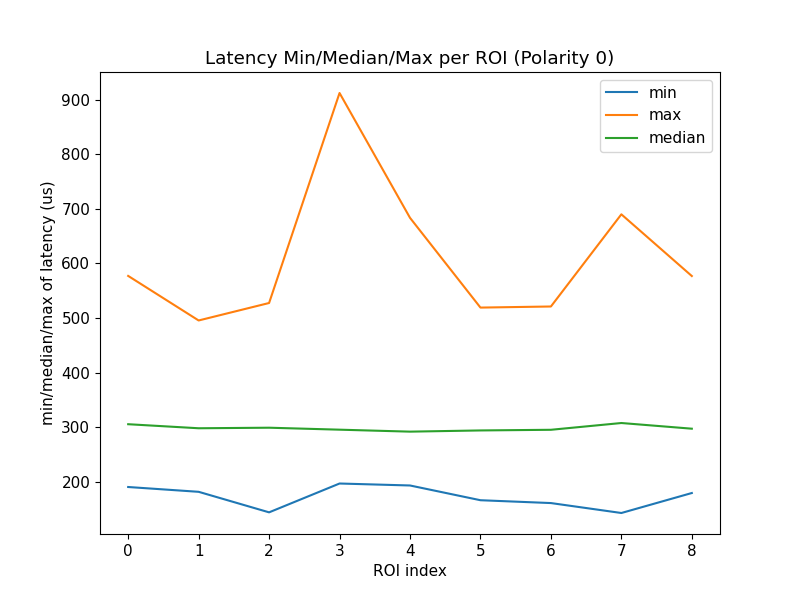 Latency Min/Median/Max per ROI (Polarity 0)
min/median/max of latency (us)
900
800
700
600
500
400
300
200
min
max
median
0 1 2 3 4 5 6 7 8
ROI index